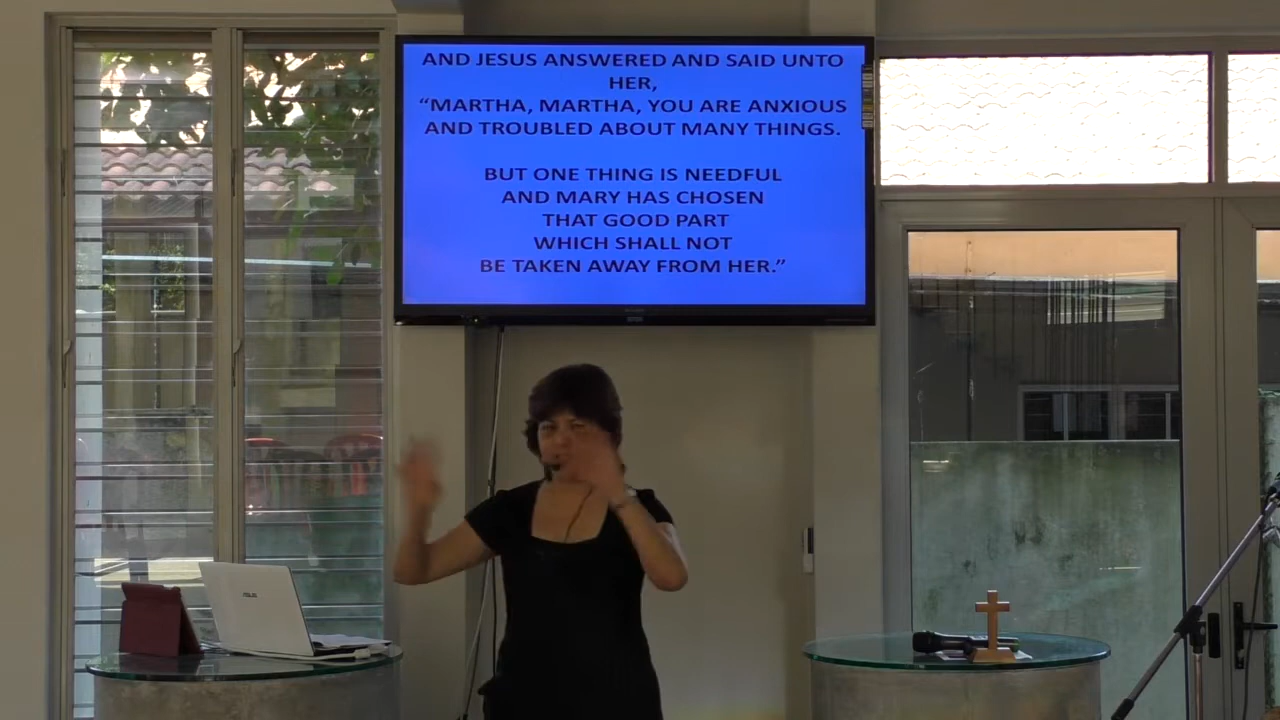 AND JESUS ANSWERED AND SAID UNTO
HER,
“MARTHA, MARTHA, YOU ARE ANXIOUS
AND TROUBLED ABOUT MANY THINGS.
BUT ONE THING IS NEEDFUL
AND MARY HAS CHOSEN
THAT GOOD PART
WHICH SHALL NOT
BE TAKEN AWAY FROM HER.”
ASUS